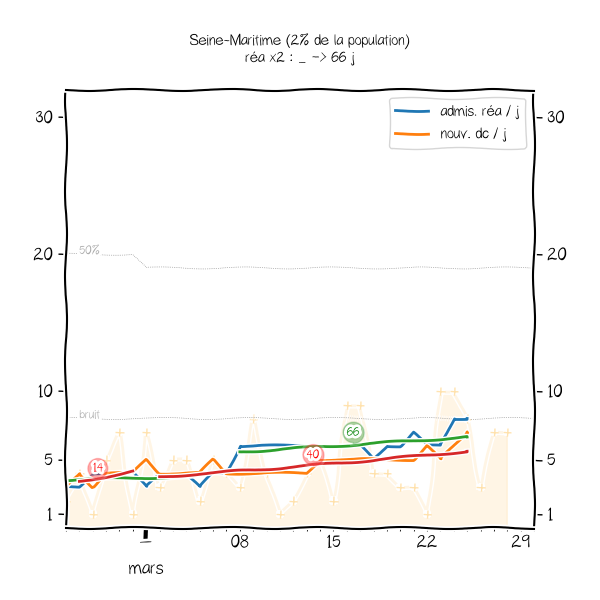 Seine-Maritime (2% de la population)
réa x2 : _ -> 66 j
admis. réa / j
nouv. dc / j
30 30
20 50% 20
10 10
bruit
66
40
14
5 5
1 1
08 15 22 29
mars